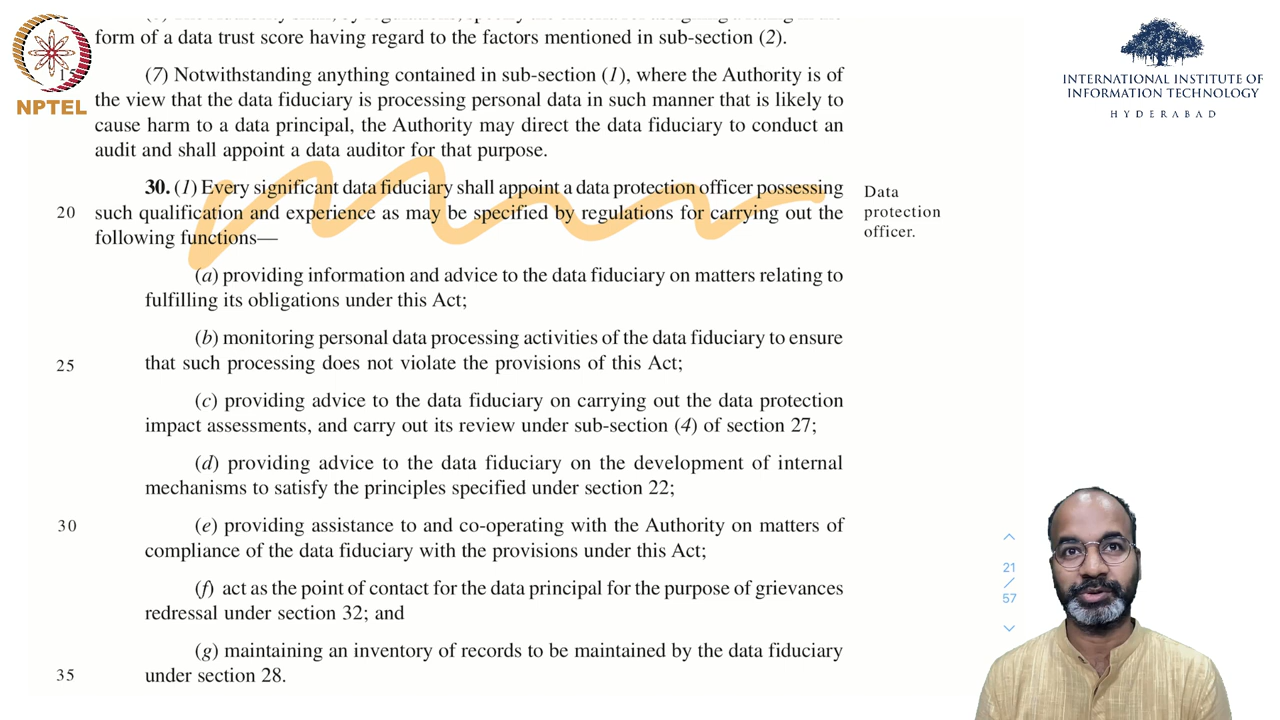 form of a data trust score having regard to the factors mentioned in sub-section (2).
15
(7) Notwithstanding anything contained in sub-section (1), where the Authority is of
the view that the data fiduciary is processing personal data in such manner that is likely to
cause harm to a data principal, the Authority may direct the data fiduciary to conduct an
audit and shall appoint a data auditor for that purpose.
30. (1) Every significant data fiduciary shall appoint a data protection officer possessing
20 such qualification and experience as may be specified by regulations for carrying out the
following functions—
(a) providing information and advice to the data fiduciary on matters relating to
fulfilling its obligations under this Act;
(b) monitoring personal data processing activities of the data fiduciary to ensure
25 that such processing does not violate the provisions of this Act;
(c) providing advice to the data fiduciary on carrying out the data protection
impact assessments, and carry out its review under sub-section (4) of section 27;
(d) providing advice to the data fiduciary on the development of internal
mechanisms to satisfy the principles specified under section 22;
30 (e) providing assistance to and co-operating with the Authority on matters of
compliance of the data fiduciary with the provisions under this Act;
(f) act as the point of contact for the data principal for the purpose of grievances
redressal under section 32; and
(g) maintaining an inventory of records to be maintained by the data fiduciary
35 under section 28.
Data
protection
officer.
NPTEL
INTERNATIONAL INSTITUTE OF
INFORMATION TECHNOLOGY
HYDERABAD
21
/
57